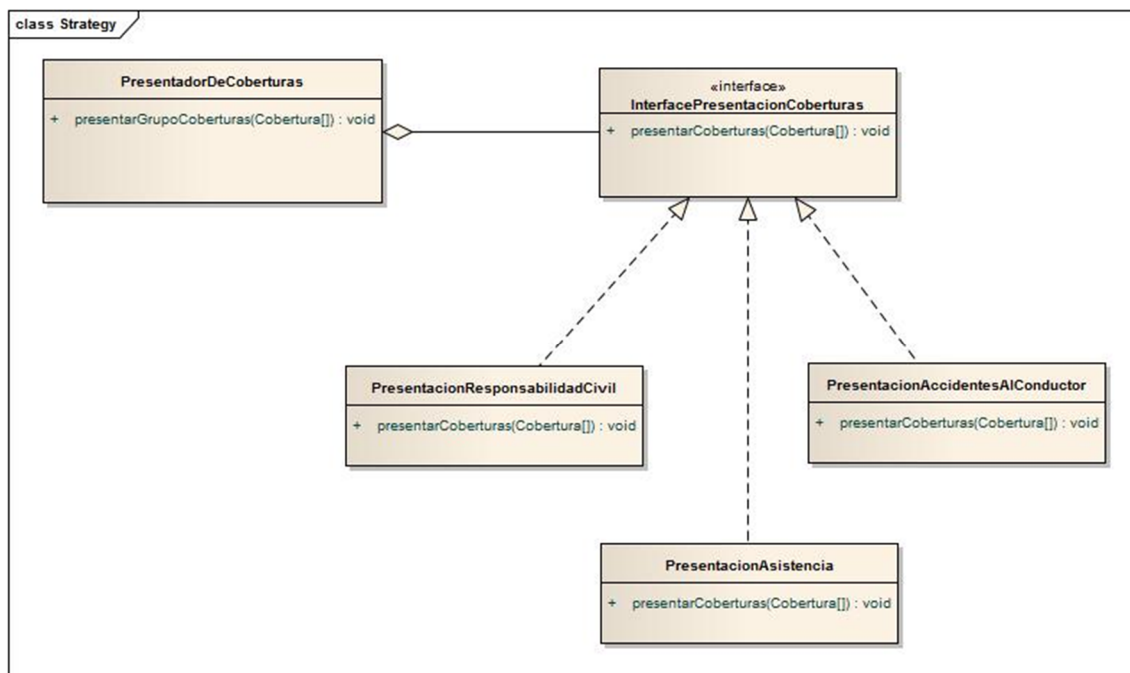 class Strategy
PresentadorDeCoberturas
+ presentarGrupoCoberturas(Cobertura[]) : void
«interface»
InterfacePresentacionCoberturas
+ presentarCoberturas(Cobertura[]) : void
PresentacionResponsabilidadCivil
+ presentarCoberturas(Cobertura[]) : void
PresentacionAccidentesAlConductor
+ presentarCoberturas(Cobertura[]) : void
PresentacionAsistencia
+ presentarCoberturas(Cobertura[]) : void